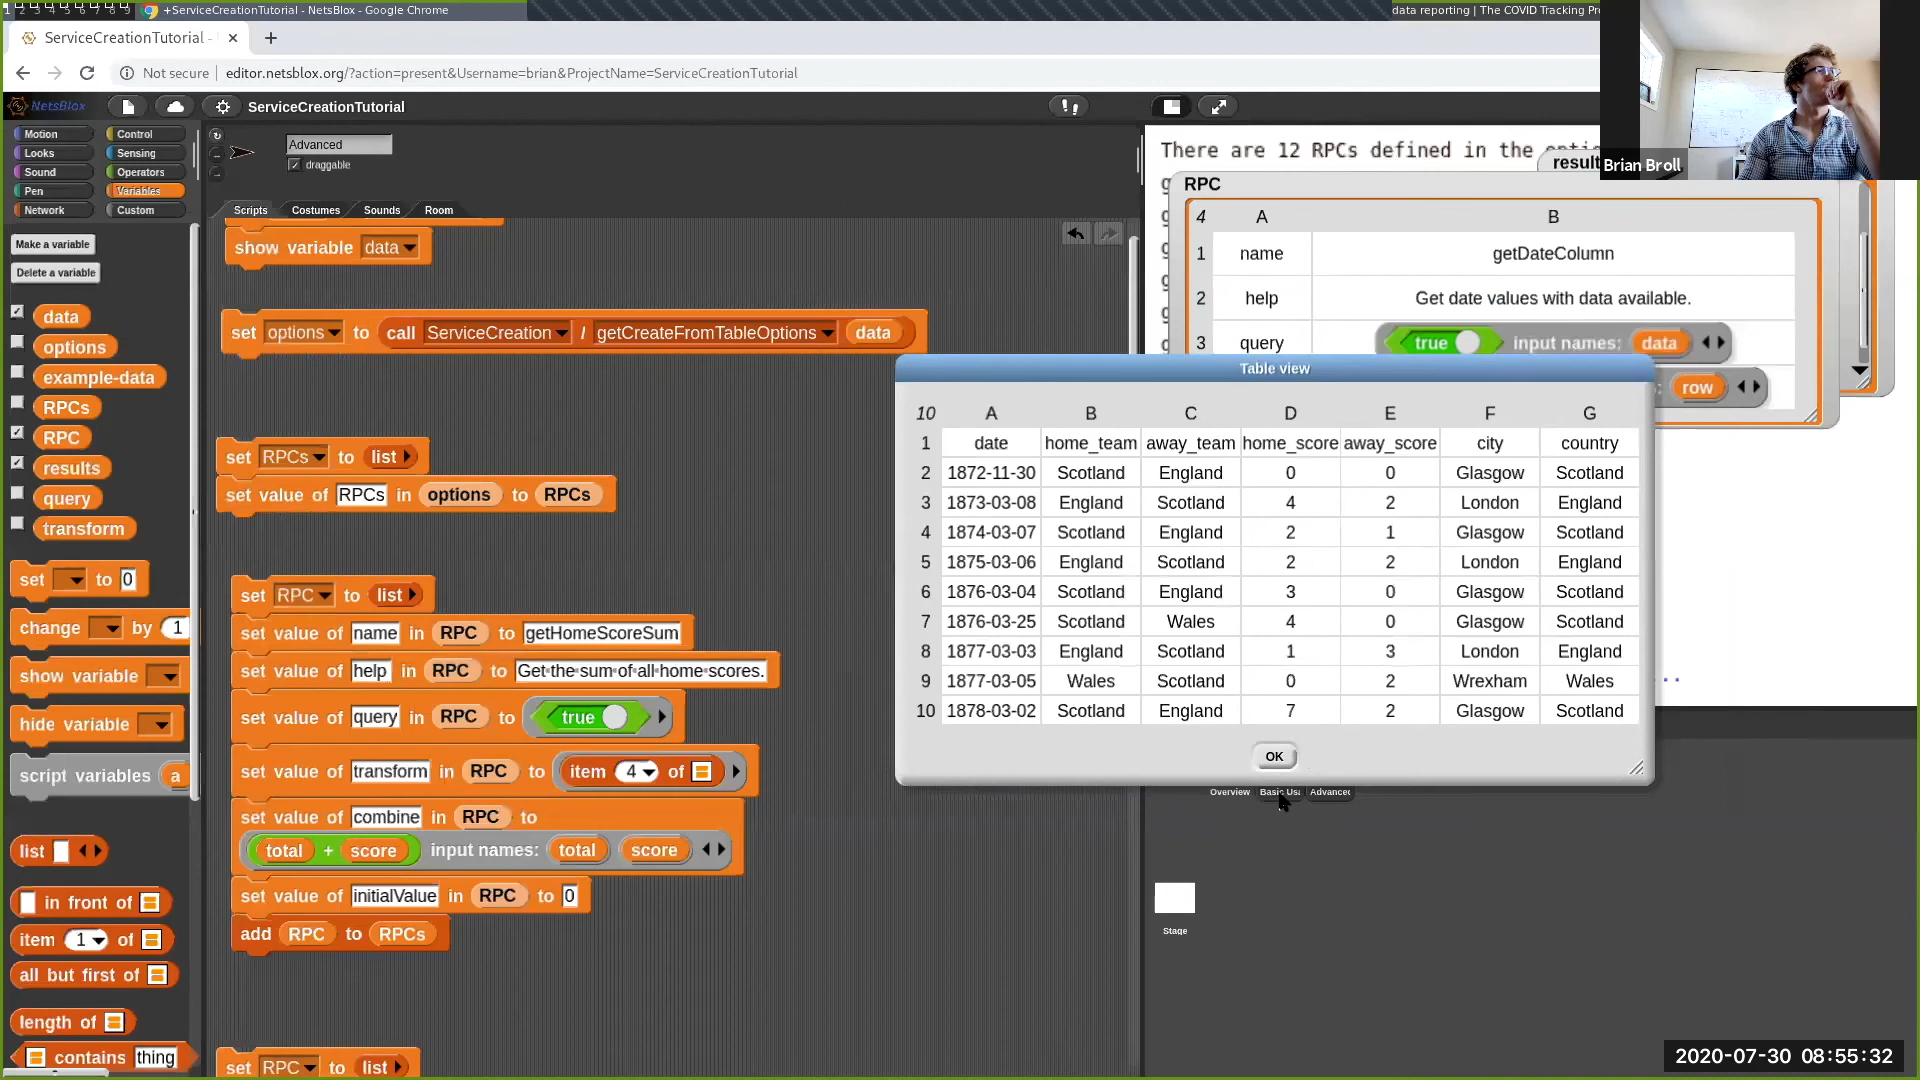 1 2 3 4 5 6 7 8 9
+ServiceCreationTutorial - NetsBlox - Google Chrome
data reporting | The COVID Tracking Pr
ServiceCreationTutorial -
Not secure
editor.netsblox.org/?action=present&Username=brian&ProjectName=ServiceCreationTutorial
NetsBlox
ServiceCreationTutorial
Brian Broll
Motion
Control
Looks
Sensing
Sound
Operators
Pen
Variables
Network
Custom
Advanced
draggable
Scripts Costumes Sounds Room
Make a variable
Delete a variable
data
options
example-data
RPCs
RPC
results
query
transform
set to 0
change by 1
show variable
hide variable
script variables a
list
in front of
item 1 of
all but first of
length of
contains thing
show variable data
set options to call ServiceCreation / getCreateFromTableOptions data
set RPCs to list
set value of RPCs in options to RPCs
set RPC to list
set value of name in RPC to getHomeScoreSum
set value of help in RPC to Get the sum of all home scores.
set value of query in RPC to true
set value of transform in RPC to item 4 of
set value of combine in RPC to
total + score input names: total score
set value of initialValue in RPC to 0
add RPC to RPCs
set RPC to list
There are 12 RPCs defined in the
result
RPC
4 A B
1 name getDateColumn
2 help Get date values with data available.
3 query true input names: data
row
Table view
10 A B C D E F G
1 date home_team away_team home_score away_score city country
2 1872-11-30 Scotland England 0 0 Glasgow Scotland
3 1873-03-08 England Scotland 4 2 London England
4 1874-03-07 Scotland England 2 1 Glasgow Scotland
5 1875-03-06 England Scotland 2 2 London England
6 1876-03-04 Scotland England 3 0 Glasgow Scotland
7 1876-03-25 Scotland Wales 4 0 Glasgow Scotland
8 1877-03-03 England Scotland 1 3 London England
9 1877-03-05 Wales Scotland 0 2 Wrexham Wales
10 1878-03-02 Scotland England 7 2 Glasgow Scotland
OK
Overview Basic Usa Advanced
Stage
2020-07-30 08:55:32